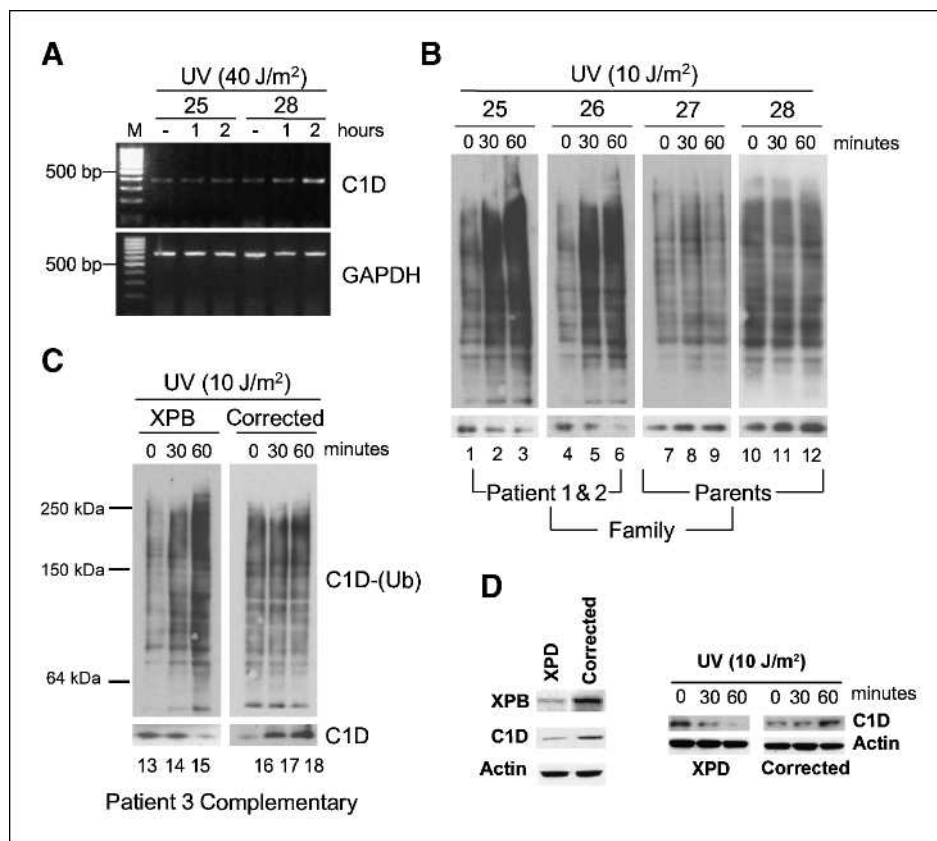 A
UV (40 J/m²)
25 28
M - 1 2 - 1 2 hours
500 bp
C1D
500 bp
GAPDH
B
UV (10 J/m²)
25 26 27 28
0 30 60 0 30 60 0 30 60 0 30 60 minutes
1 2 3 4 5 6 7 8 9 10 11 12
Patient 1 & 2 Parents
Family
C
UV (10 J/m²)
XPB Corrected
0 30 60 0 30 60 minutes
250 kDa
150 kDa
C1D-(Ub)
64 kDa
C1D
13 14 15 16 17 18
Patient 3 Complementary
D
XPD Corrected
XPB
C1D
Actin
UV (10 J/m²)
0 30 60 0 30 60 minutes
C1D
Actin
XPD Corrected